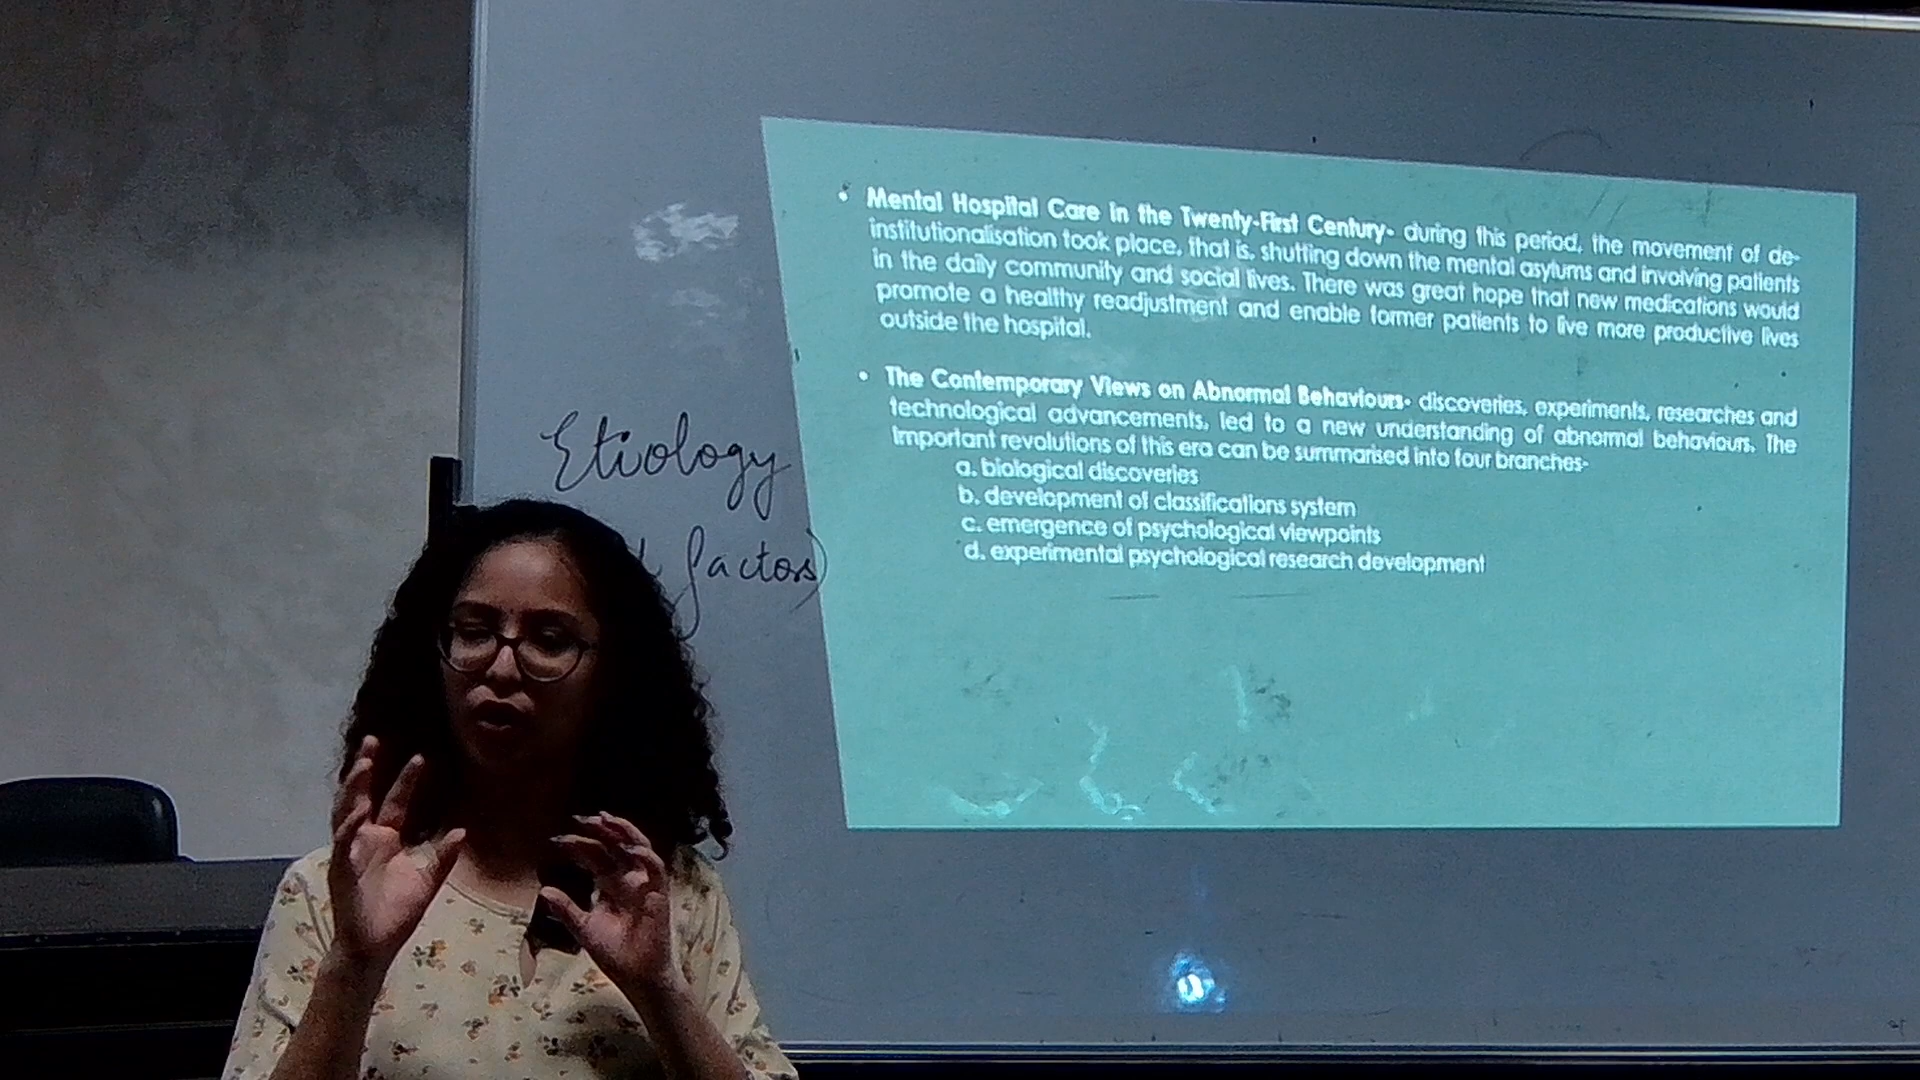 • Mental Hospital Care in the Twenty-First Century- during this period, the movement of de-
institutionalisation took place, that is, shutting down the mental asylums and involving patients
in the daily community and social lives. There was great hope that new medications would
promote a healthy readjustment and enable former patients to live more productive lives
outside the hospital.
• The Contemporary Views on Abnormal Behaviours- discoveries, experiments, researches and
technological advancements, led to a new understanding of abnormal behaviours. The
important revolutions of this era can be summarised into four branches-
a. biological discoveries
b. development of classifications system
c. emergence of psychological viewpoints
d. experimental psychological research development
Etiology
factors)